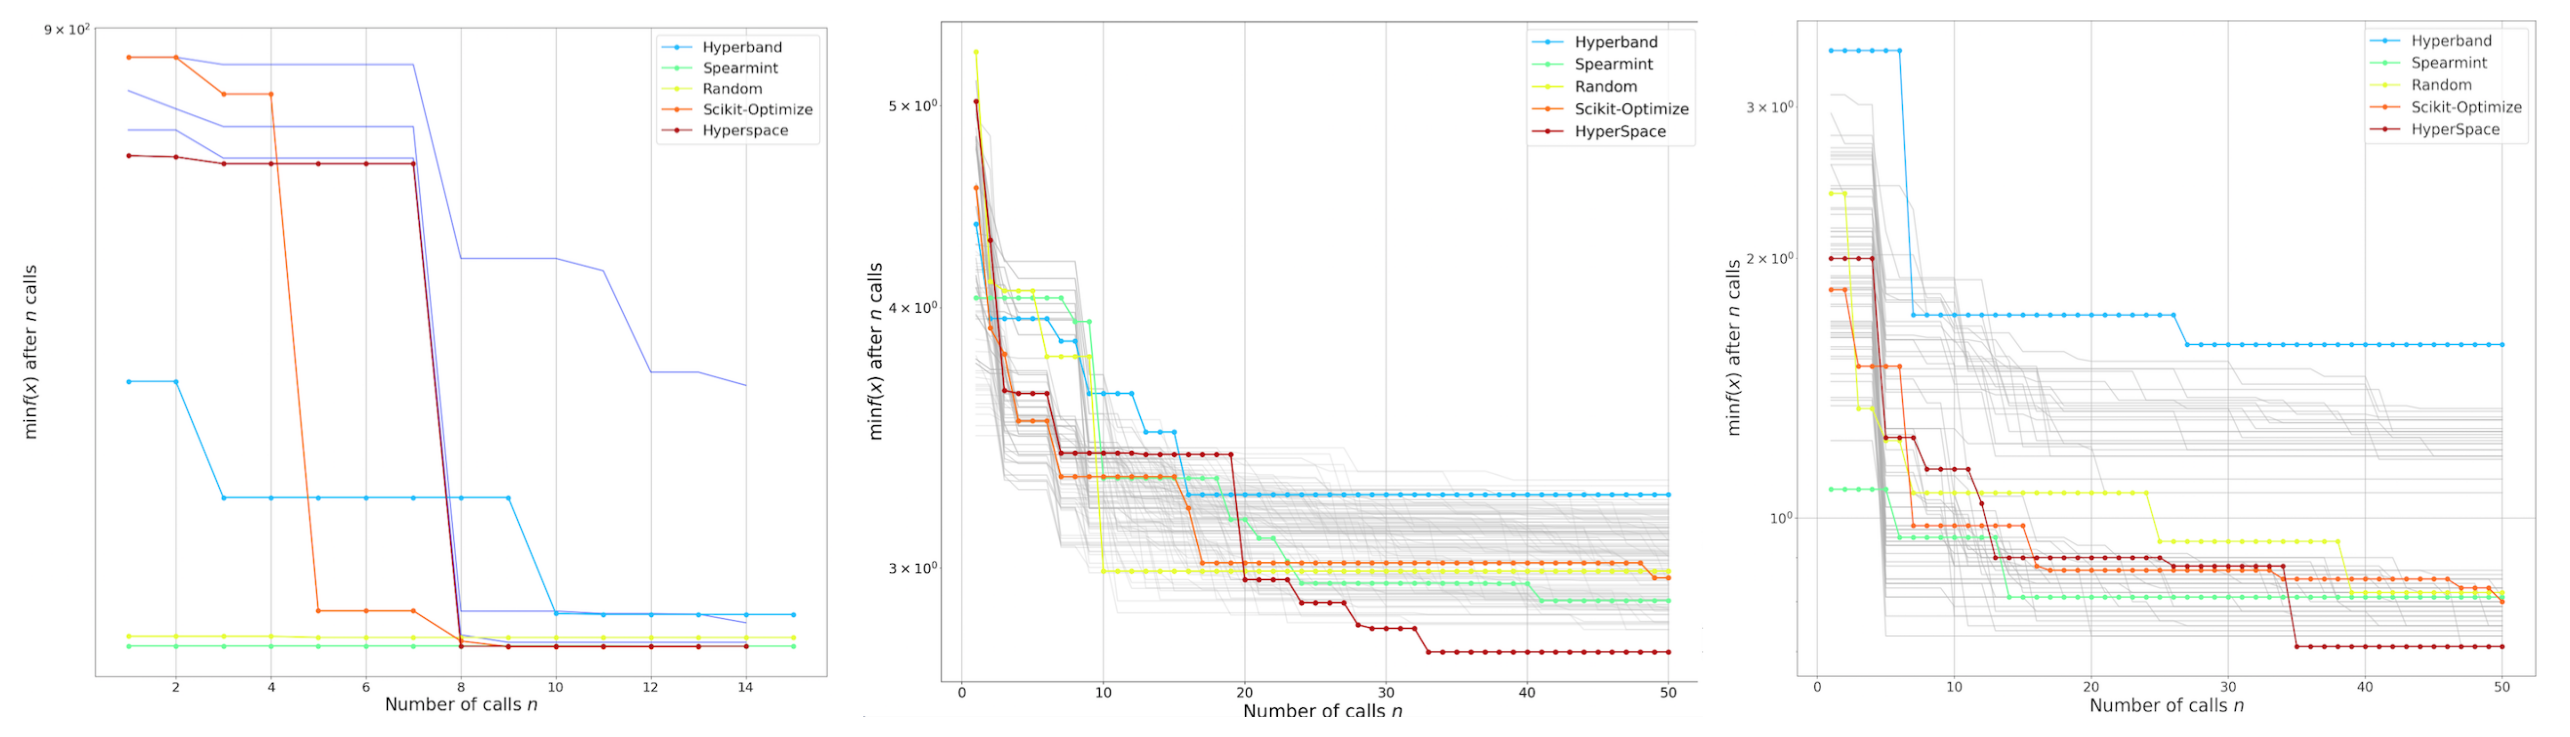 9 × 10²
Hyperband
Spearmint
Random
Scikit-Optimize
Hyperspace
min f(x) after n calls
2 4 6 8 10 12 14
Number of calls n
5 × 10⁰
4 × 10⁰
3 × 10⁰
Hyperband
Spearmint
Random
Scikit-Optimize
HyperSpace
min f(x) after n calls
0 10 20 30 40 50
Number of calls n
3 × 10⁰
2 × 10⁰
10⁰
Hyperband
Spearmint
Random
Scikit-Optimize
HyperSpace
min f(x) after n calls
0 10 20 30 40 50
Number of calls n